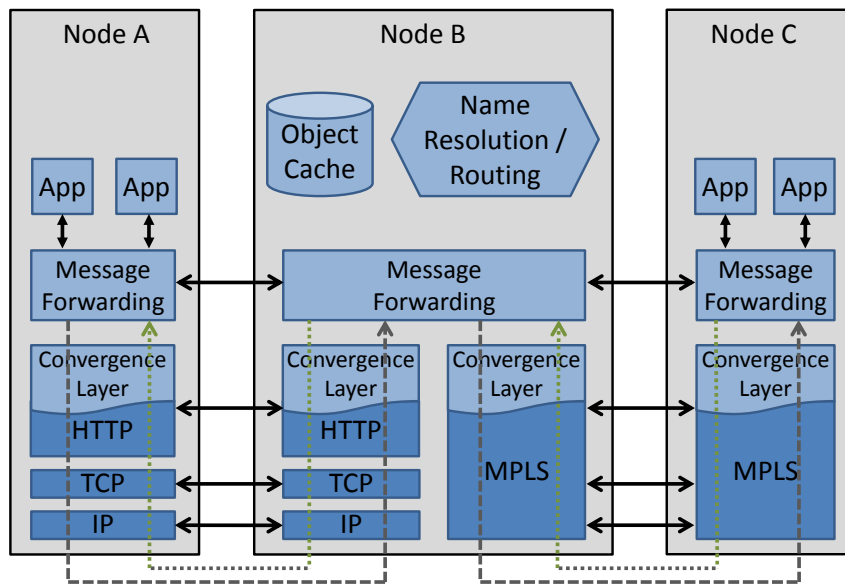 Node A
Node B
Node C
Object
Cache
Name
Resolution /
Routing
App
App
App
App
Message
Forwarding
Message
Forwarding
Message
Forwarding
Convergence
Layer
HTTP
Convergence
Layer
HTTP
Convergence
Layer
MPLS
Convergence
Layer
MPLS
TCP
TCP
IP
IP